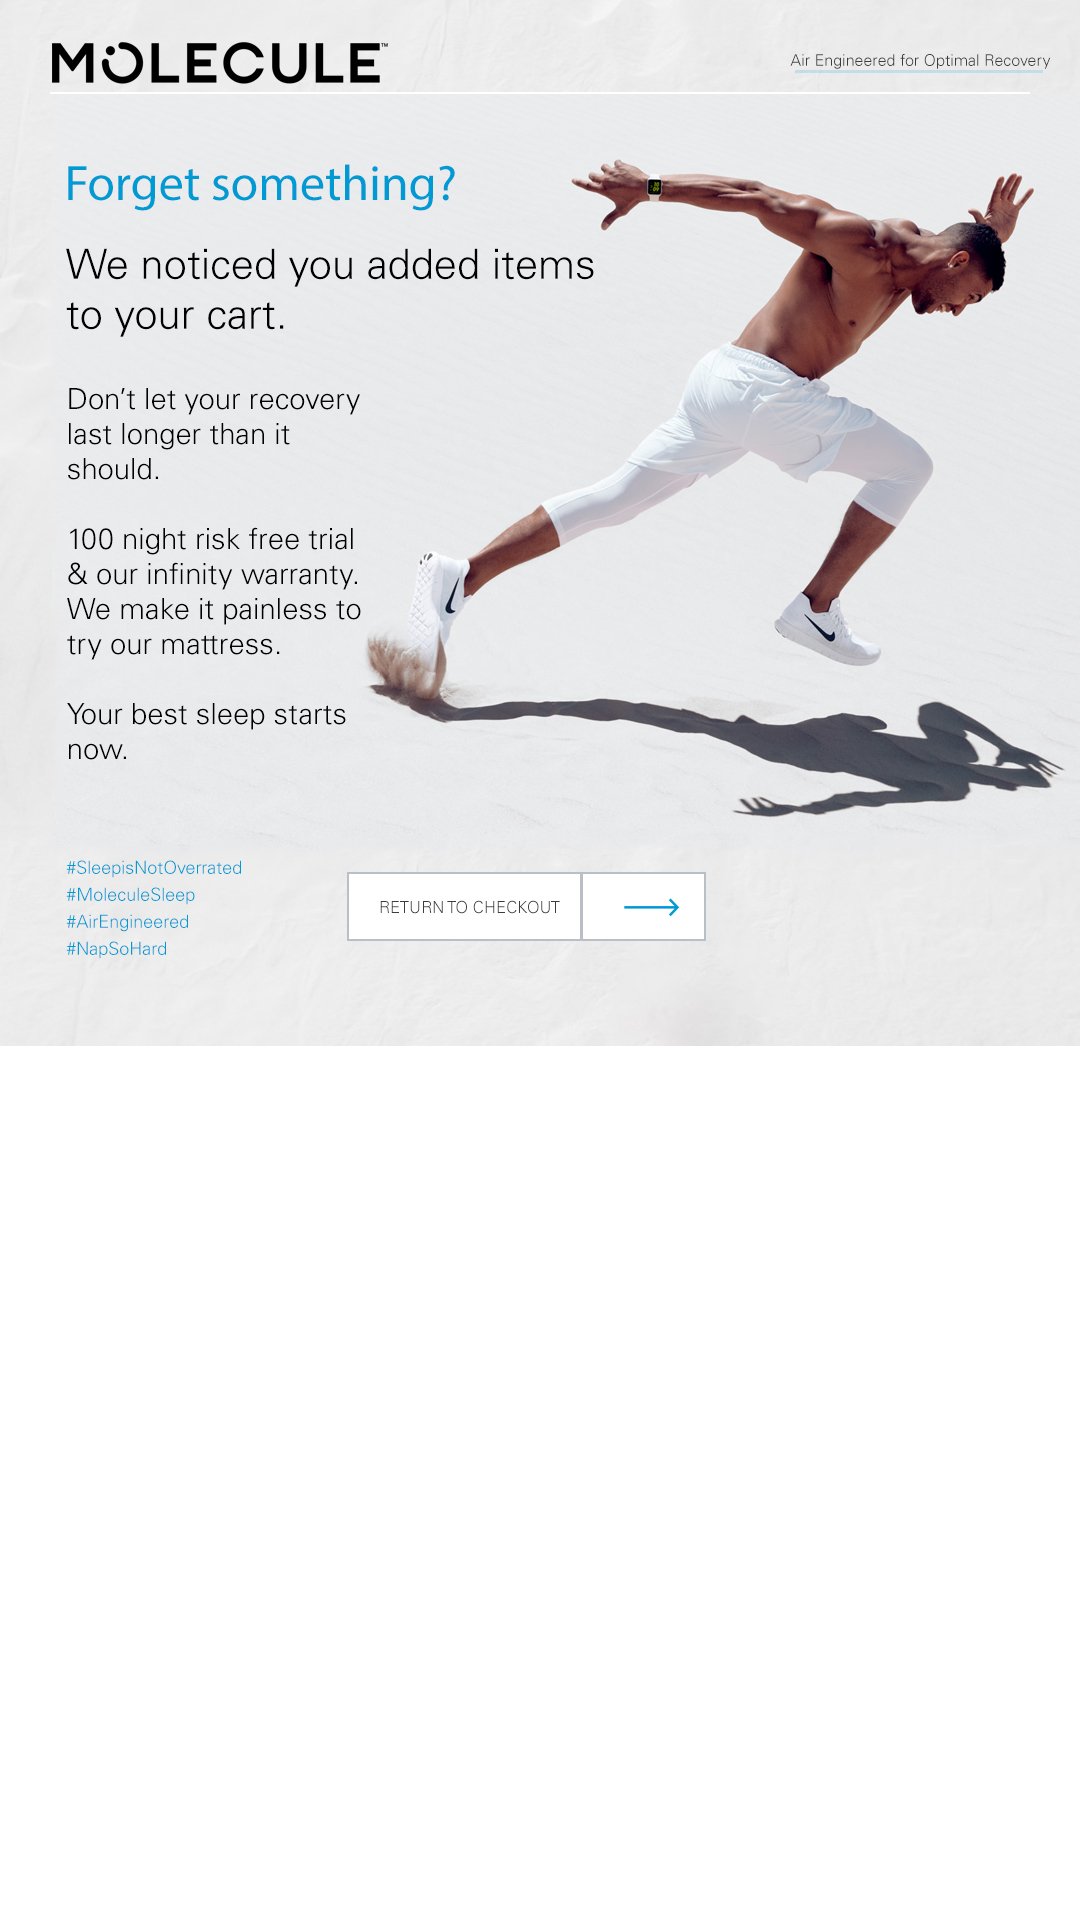 MOLECULE™
Air Engineered for Optimal Recovery
Forget something?
We noticed you added items
to your cart.
Don’t let your recovery
last longer than it
should.
100 night risk free trial
& our infinity warranty.
We make it painless to
try our mattress.
Your best sleep starts
now.
#SleepisNotOverrated
#MoleculeSleep
#AirEngineered
#NapSoHard
RETURN TO CHECKOUT